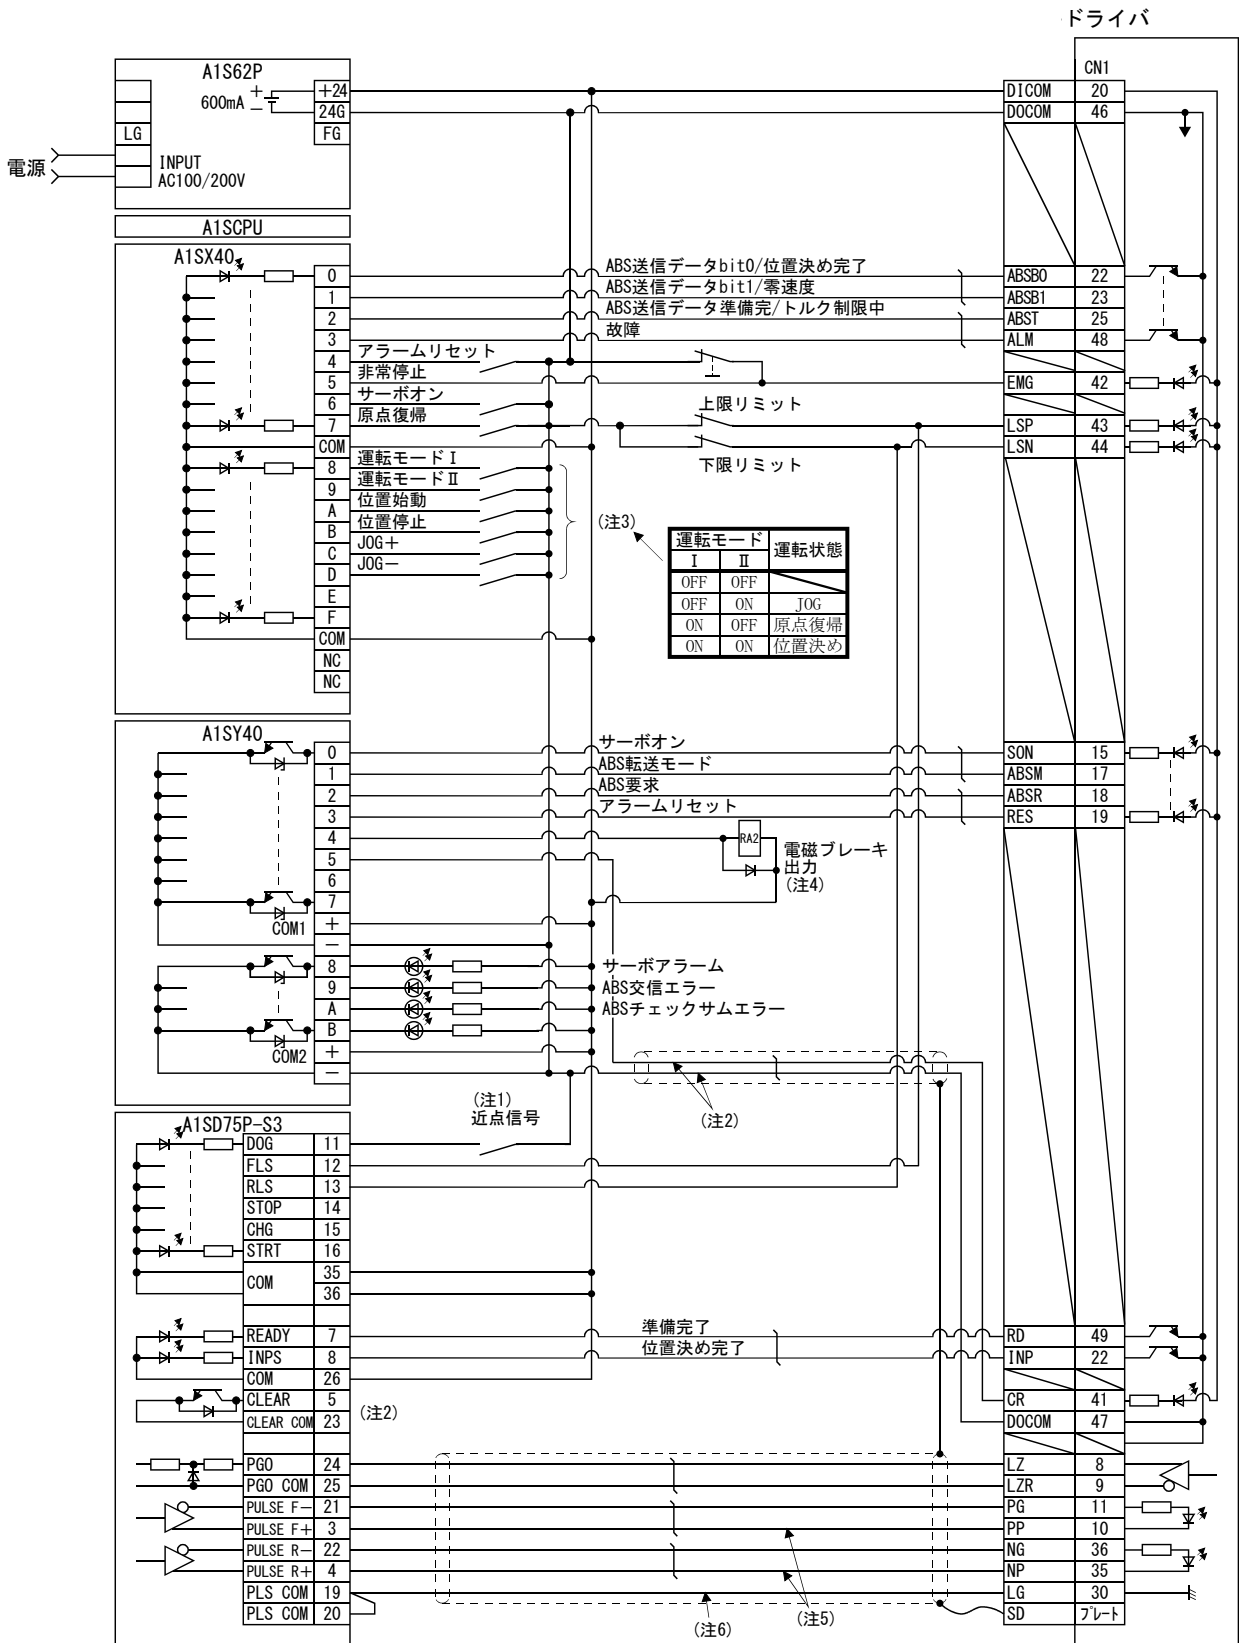 ドライバ
A1S62P
CN1
+
600mA
−
+24
24G
FG
LG
電源
INPUT
AC100/200V
DICOM 20
DOCOM 46
A1SCPU
A1SX40
0 ABS送信データbit0/位置決め完了 ABSB0 22
1 ABS送信データbit1/零速度 ABSB1 23
2 ABS送信データ準備完/トルク制限中 ABST 25
3 故障 ALM 48
4 アラームリセット
5 非常停止 EMG 42
6 サーボオン
上限リミット
7 原点復帰 LSP 43
COM LSN 44
下限リミット
8 運転モードⅠ
9 運転モードⅡ
A 位置始動
B 位置停止
C JOG+
D JOG−
E
F
COM
NC
NC
(注3)
運転モード 運転状態
Ⅰ Ⅱ
OFF OFF
OFF ON JOG
ON OFF 原点復帰
ON ON 位置決め
A1SY40
0 サーボオン SON 15
1 ABS転送モード ABSM 17
2 ABS要求 ABSR 18
3 アラームリセット RES 19
4
5
6
7
RA2
電磁ブレーキ
出力
(注4)
COM1
+
−
8 サーボアラーム
9 ABS交信エラー
A ABSチェックサムエラー
B
COM2
+
−
(注2)
(注1)
近点信号
A1SD75P-S3
DOG 11
FLS 12
RLS 13
STOP 14
CHG 15
STRT 16
COM 35
36
READY 7 準備完了 RD 49
INPS 8 位置決め完了 INP 22
COM 26
CLEAR 5 CR 41
(注2)
CLEAR COM 23 DOCOM 47
PGO 24 LZ 8
PGO COM 25 LZR 9
PULSE F− 21 PG 11
PULSE F+ 3 PP 10
PULSE R− 22 NG 36
PULSE R+ 4 NP 35
PLS COM 19 LG 30
PLS COM 20 SD プレート
(注5)
(注6)